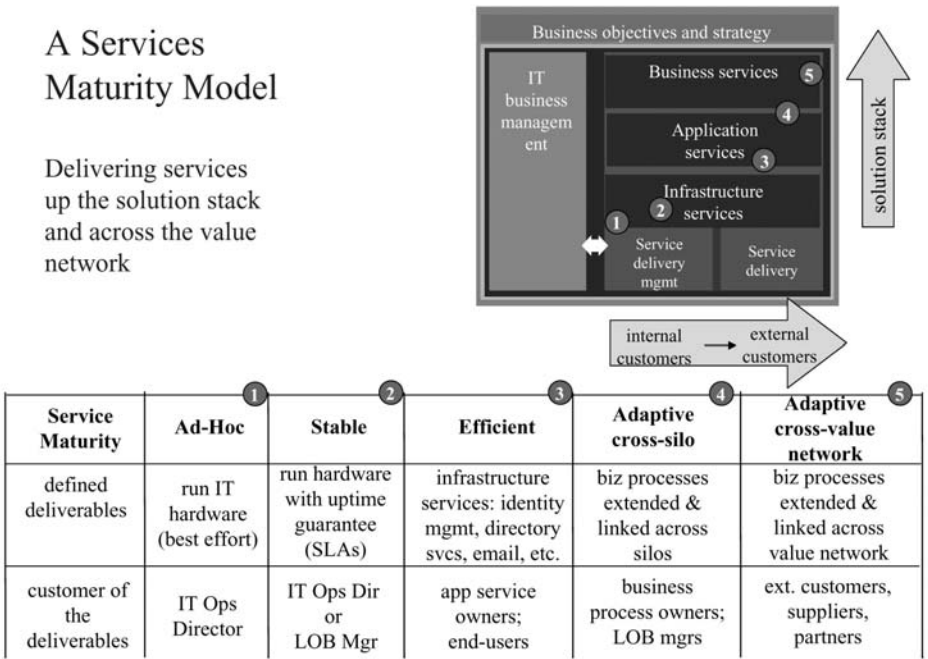 A Services
Maturity Model
Delivering services
up the solution stack
and across the value
network
Business objectives and strategy
IT
business
managem
ent
Business services
5
4
Application
services
3
Infrastructure
services
2
1
Service
delivery
mgmt
Service
delivery
solution stack
internal
customers
external
customers
1
2
3
4
5
Service
Maturity
Ad-Hoc
Stable
Efficient
Adaptive
cross-silo
Adaptive
cross-value
network
defined
deliverables
run IT
hardware
(best effort)
run hardware
with uptime
guarantee
(SLAs)
infrastructure
services: identity
mgmt, directory
svcs, email, etc.
biz processes
extended &
linked across
silos
biz processes
extended &
linked across
value network
customer of
the
deliverables
IT Ops
Director
IT Ops Dir
or
LOB Mgr
app service
owners;
end-users
business
process owners;
LOB mgrs
ext. customers,
suppliers,
partners